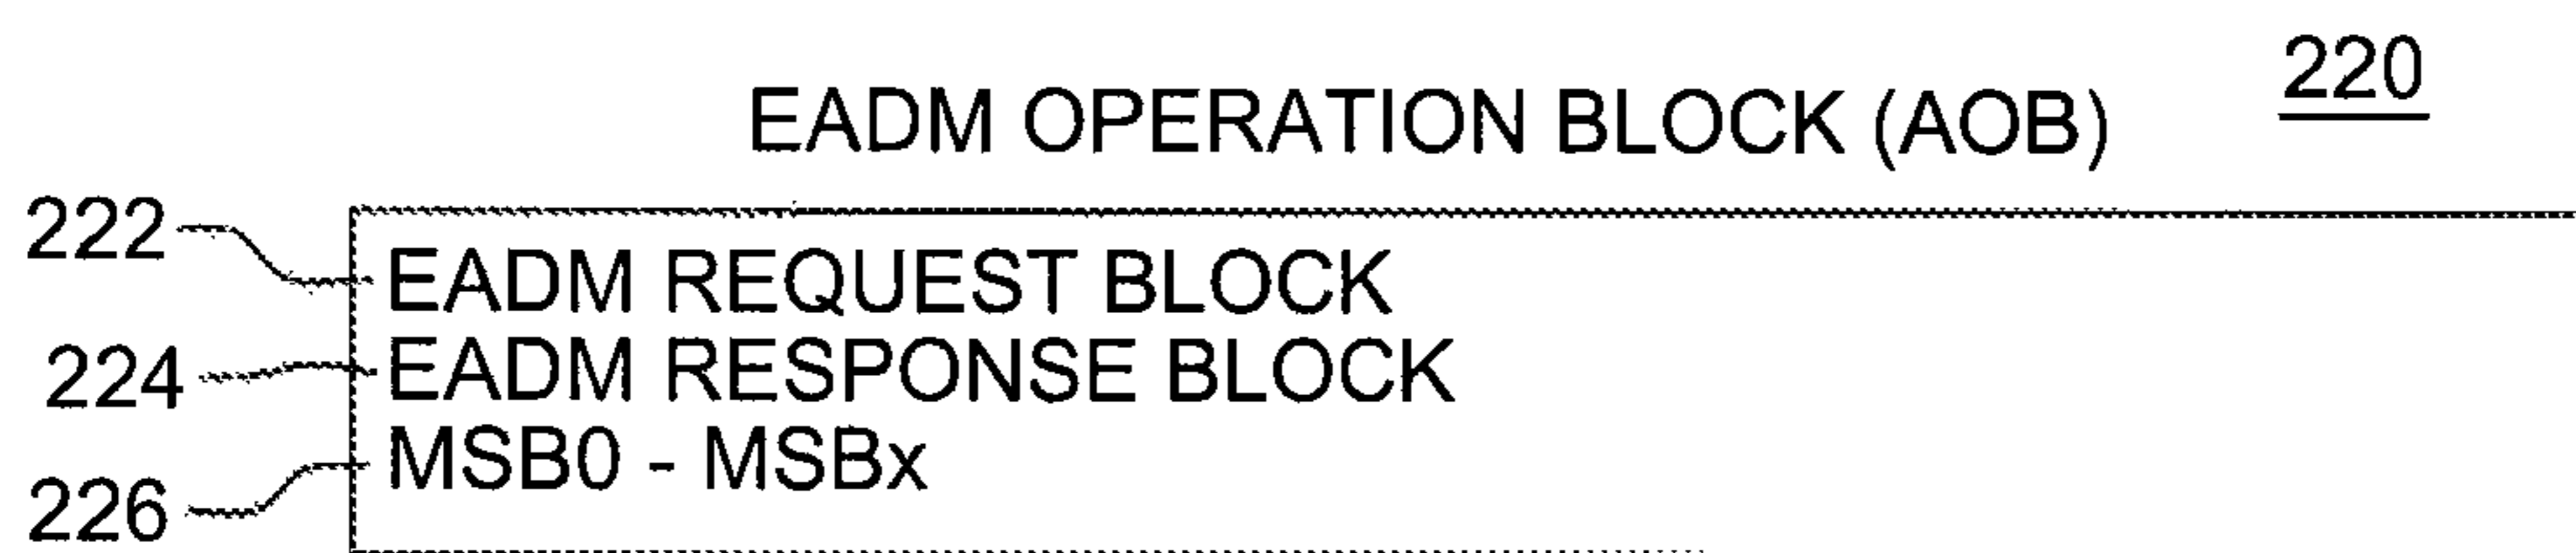 220
EADM OPERATION BLOCK (AOB)
222 EADM REQUEST BLOCK
224 EADM RESPONSE BLOCK
226 MSB0 - MSBx